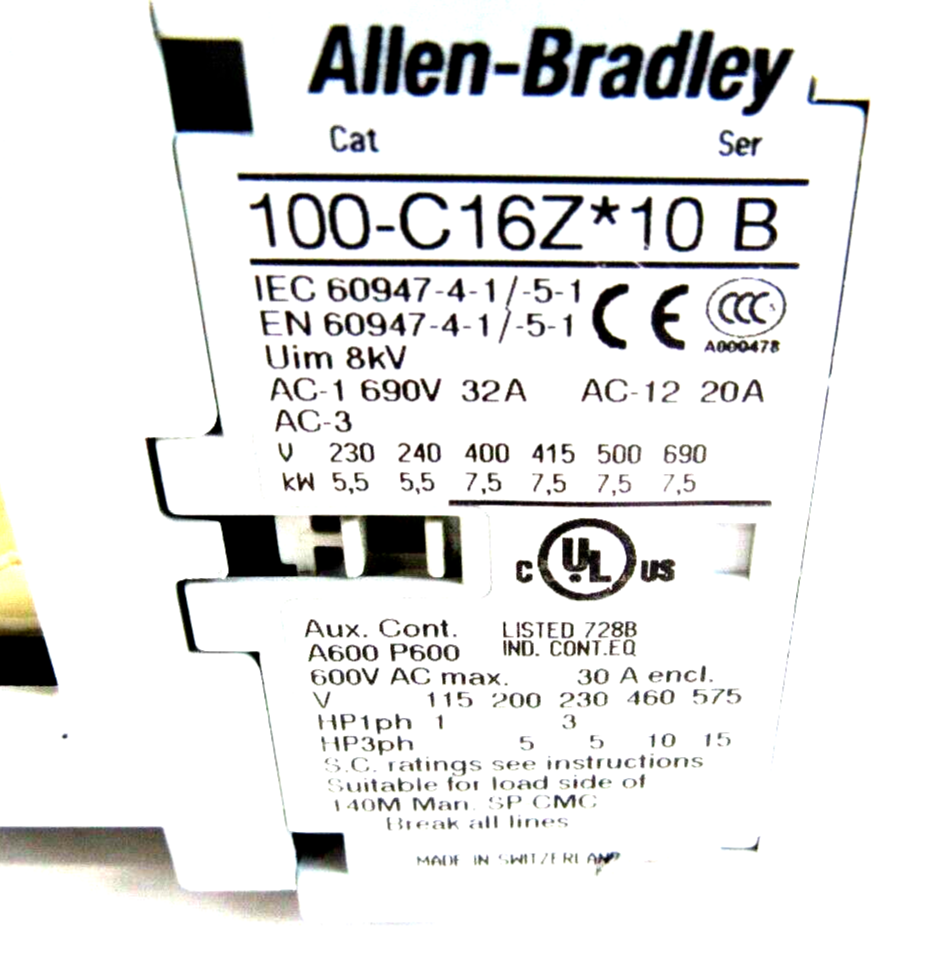 Allen-Bradley
Cat Ser
100-C16Z*10 B
IEC 60947-4-1/-5-1
EN 60947-4-1/-5-1
CE
CCC
A000478
Uim 8kV
AC-1 690V 32A AC-12 20A
AC-3
V 230 240 400 415 500 690
kW 5,5 5,5 7,5 7,5 7,5 7,5
C UL US
Aux. Cont. LISTED 728B
A600 P600 IND. CONT.EQ
600V AC max. 30 A encl.
V 115 200 230 460 575
HP1ph 1 3
HP3ph 5 5 10 15
S.C. ratings see instructions
Suitable for load side of
140M Man. SP CMC
Break all lines
MADE IN SWITZERLAND